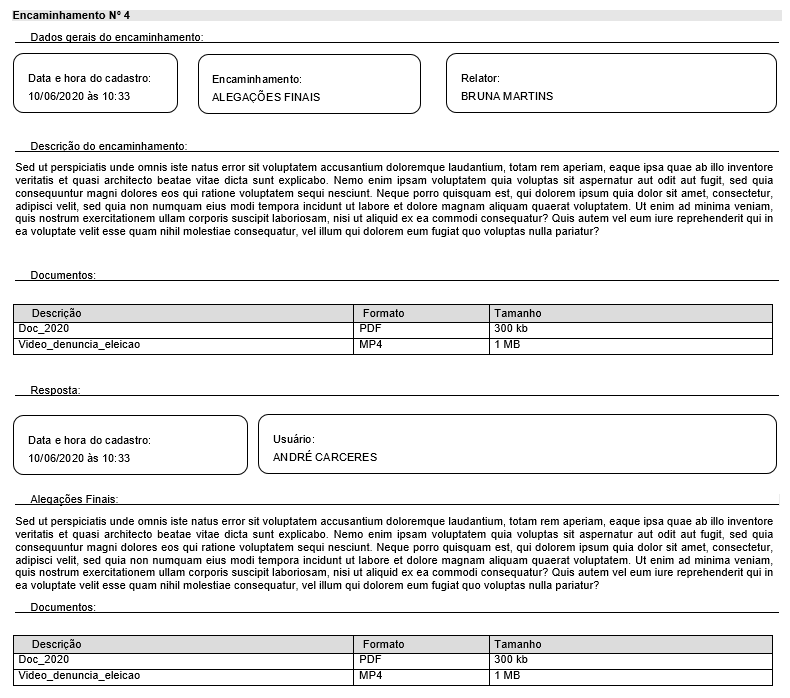 Encaminhamento Nº 4
Dados gerais do encaminhamento:
Data e hora do cadastro:
10/06/2020 às 10:33
Encaminhamento:
ALEGAÇÕES FINAIS
Relator:
BRUNA MARTINS
Descrição do encaminhamento:
Sed ut perspiciatis unde omnis iste natus error sit voluptatem accusantium doloremque laudantium, totam rem aperiam, eaque ipsa quae ab illo inventore
veritatis et quasi architecto beatae vitae dicta sunt explicabo. Nemo enim ipsam voluptatem quia voluptas sit aspernatur aut odit aut fugit, sed quia
consequuntur magni dolores eos qui ratione voluptatem sequi nesciunt. Neque porro quisquam est, qui dolorem ipsum quia dolor sit amet, consectetur,
adipisci velit, sed quia non numquam eius modi tempora incidunt ut labore et dolore magnam aliquam quaerat voluptatem. Ut enim ad minima veniam,
quis nostrum exercitationem ullam corporis suscipit laboriosam, nisi ut aliquid ex ea commodi consequatur? Quis autem vel eum iure reprehenderit qui in
ea voluptate velit esse quam nihil molestiae consequatur, vel illum qui dolorem eum fugiat quo voluptas nulla pariatur?
Documentos:
Descrição Formato Tamanho
Doc_2020 PDF 300 kb
Video_denuncia_eleicao MP4 1 MB
Resposta:
Data e hora do cadastro:
10/06/2020 às 10:33
Usuário:
ANDRÉ CARCERES
Alegações Finais:
Sed ut perspiciatis unde omnis iste natus error sit voluptatem accusantium doloremque laudantium, totam rem aperiam, eaque ipsa quae ab illo inventore
veritatis et quasi architecto beatae vitae dicta sunt explicabo. Nemo enim ipsam voluptatem quia voluptas sit aspernatur aut odit aut fugit, sed quia
consequuntur magni dolores eos qui ratione voluptatem sequi nesciunt. Neque porro quisquam est, qui dolorem ipsum quia dolor sit amet, consectetur,
adipisci velit, sed quia non numquam eius modi tempora incidunt ut labore et dolore magnam aliquam quaerat voluptatem. Ut enim ad minima veniam,
quis nostrum exercitationem ullam corporis suscipit laboriosam, nisi ut aliquid ex ea commodi consequatur? Quis autem vel eum iure reprehenderit qui in
ea voluptate velit esse quam nihil molestiae consequatur, vel illum qui dolorem eum fugiat quo voluptas nulla pariatur?
Documentos:
Descrição Formato Tamanho
Doc_2020 PDF 300 kb
Video_denuncia_eleicao MP4 1 MB